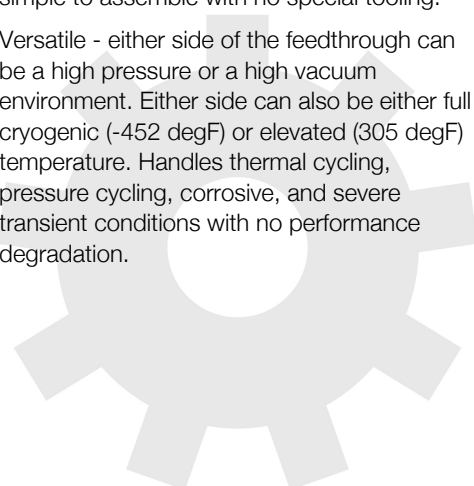 simple to assemble with no special tooling.
Versatile - either side of the feedthrough can
be a high pressure or a high vacuum
environment. Either side can also be either full
cryogenic (-452 degF) or elevated (305 degF)
temperature. Handles thermal cycling,
pressure cycling, corrosive, and severe
transient conditions with no performance
degradation.